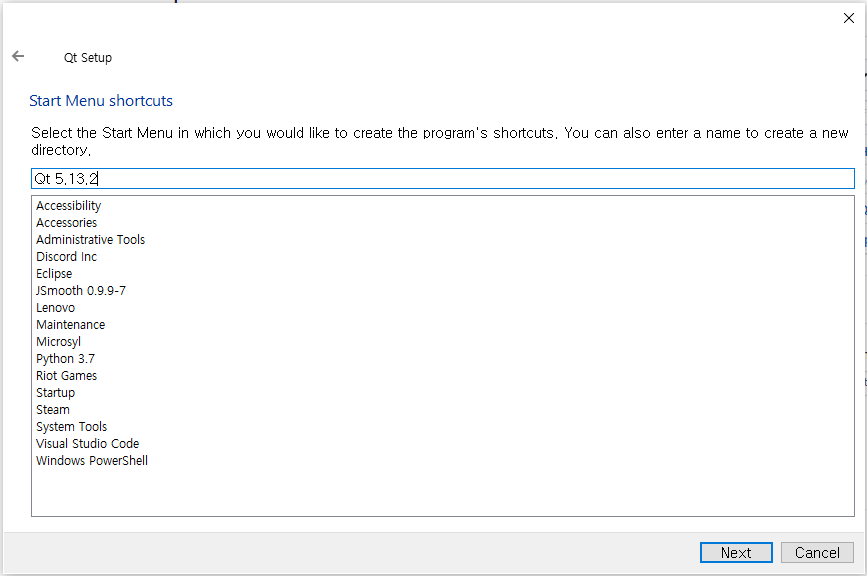 Qt Setup
Start Menu shortcuts
Select the Start Menu in which you would like to create the program's shortcuts. You can also enter a name to create a new
directory.
Qt 5.13.2
Accessibility
Accessories
Administrative Tools
Discord Inc
Eclipse
JSmooth 0.9.9-7
Lenovo
Maintenance
Microsyl
Python 3.7
Riot Games
Startup
Steam
System Tools
Visual Studio Code
Windows PowerShell
Next
Cancel